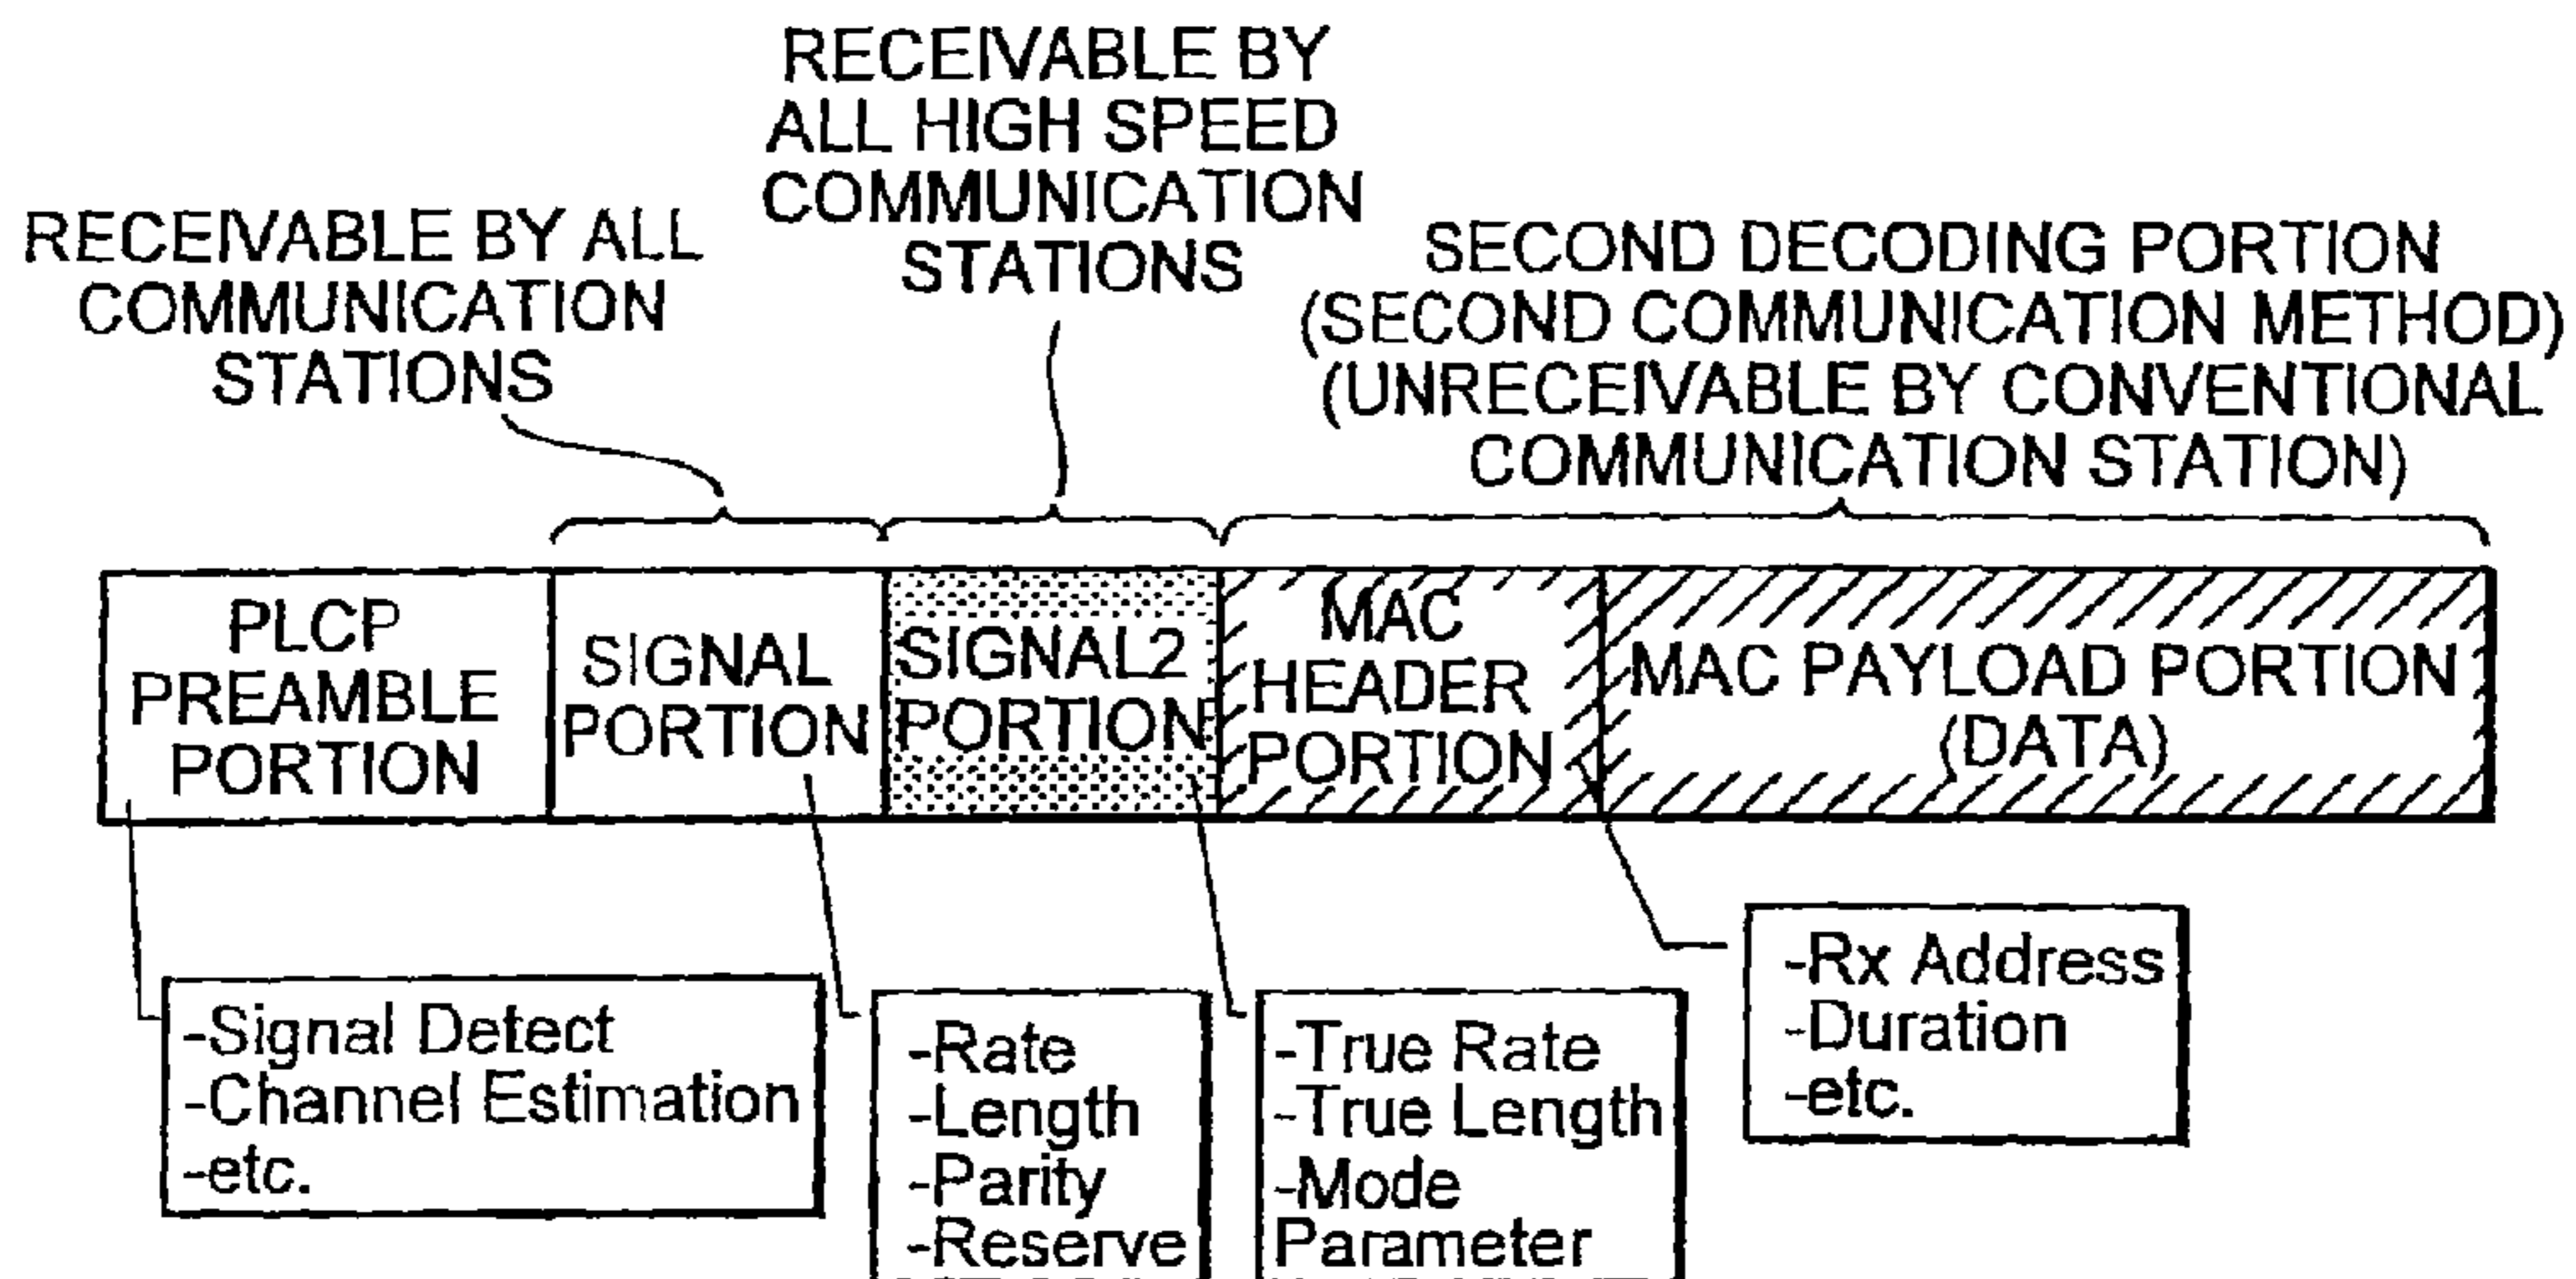 RECEIVABLE BY ALL
COMMUNICATION
STATIONS
RECEIVABLE BY
ALL HIGH SPEED
COMMUNICATION
STATIONS
SECOND DECODING PORTION
(SECOND COMMUNICATION METHOD)
(UNRECEIVABLE BY CONVENTIONAL
COMMUNICATION STATION)
PLCP
PREAMBLE
PORTION
SIGNAL
PORTION
SIGNAL2
PORTION
MAC
HEADER
PORTION
MAC PAYLOAD PORTION
(DATA)
-Signal Detect
-Channel Estimation
-etc.
-Rate
-Length
-Parity
-Reserve
-True Rate
-True Length
-Mode
Parameter
-Rx Address
-Duration
-etc.